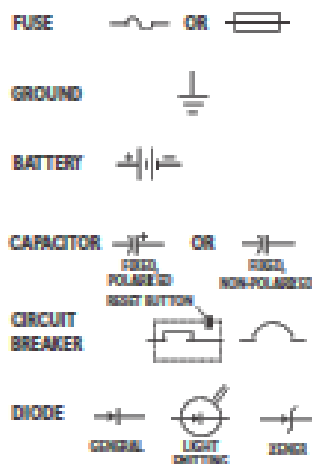 FUSE OR
GROUND
BATTERY
CAPACITOR OR
FIXED, FIXED,
POLARIZED NON-POLARIZED
RESET BUTTON
CIRCUIT
BREAKER
DIODE
GENERAL LIGHT ZENER
EMITTING